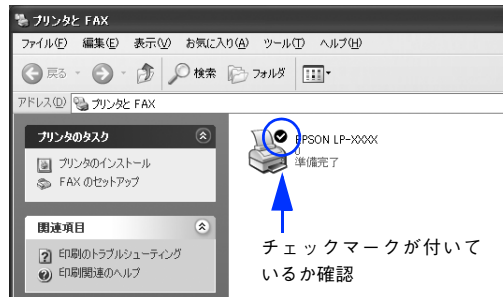 プリンタと FAX
ファイル(F) 編集(E) 表示(V) お気に入り(A) ツール(T) ヘルプ(H)
戻る 検索 フォルダ
アドレス(D) プリンタと FAX
プリンタのタスク
プリンタのインストール
FAX のセットアップ
関連項目
印刷のトラブルシューティング
印刷関連のヘルプ
EPSON LP-XXXX
0
準備完了
チェックマークが付いて
いるか確認